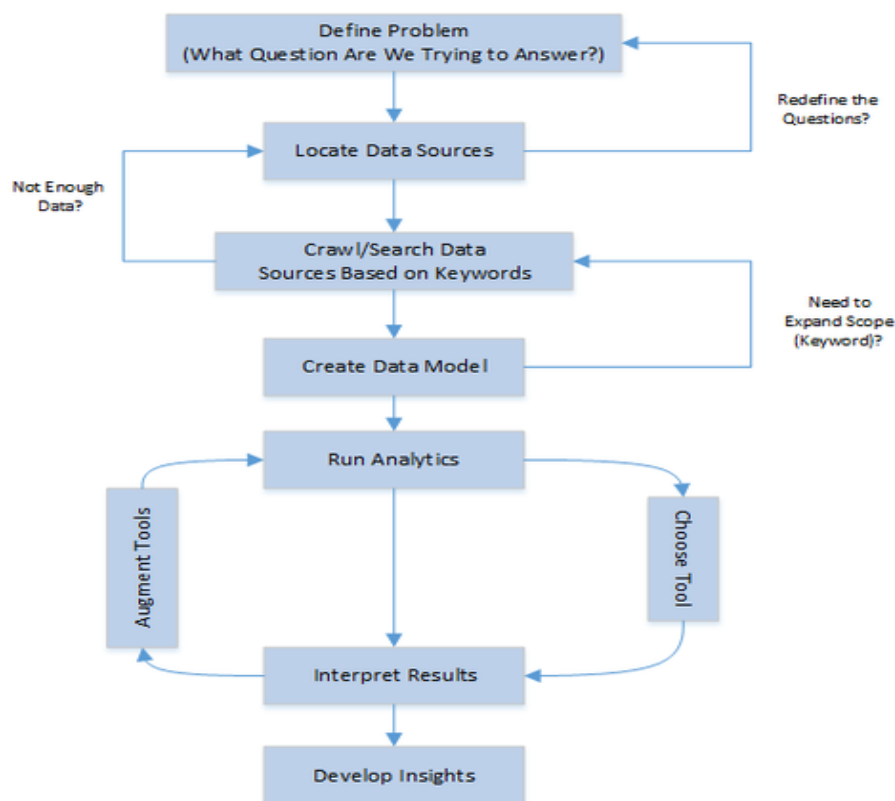 Define Problem
(What Question Are We Trying to Answer?)
Redefine the
Questions?
Locate Data Sources
Not Enough
Data?
Crawl/Search Data
Sources Based on Keywords
Need to
Expand Scope
(Keyword)?
Create Data Model
Run Analytics
Augment Tools
Choose Tool
Interpret Results
Develop Insights